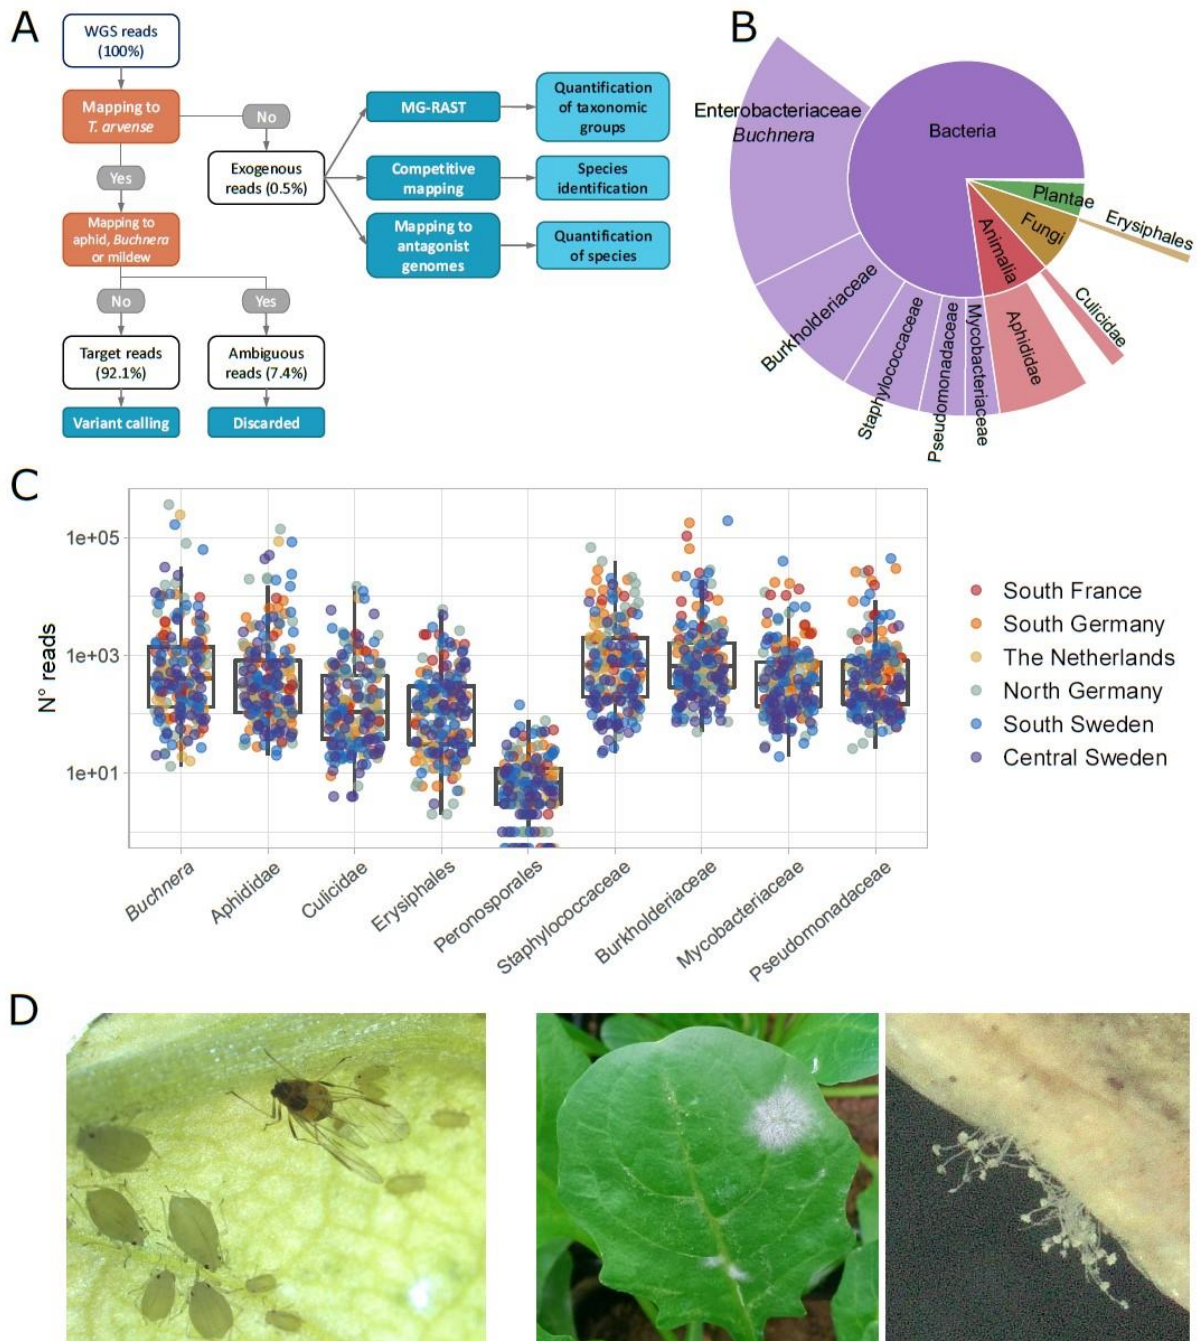 A
WGS reads
(100%)
Mapping to
T. arvense
No
Yes
Exogenous
reads (0.5%)
MG-RAST
Quantification
of taxonomic
groups
Competitive
mapping
Species
identification
Mapping to
antagonist
genomes
Quantification
of species
Mapping to
aphid, Buchnera
or mildew
No
Yes
Target reads
(92.1%)
Ambiguous
reads (7.4%)
Variant calling
Discarded
B
Enterobacteriaceae
Buchnera
Bacteria
Plantae
Erysiphales
Fungi
Animalia
Culicidae
Aphididae
Mycobacteriaceae
Pseudomonadaceae
Staphylococcaceae
Burkholderiaceae
C
N° reads
1e+05
1e+03
1e+01
Buchnera
Aphididae
Culicidae
Erysiphales
Peronosporales
Staphylococcaceae
Burkholderiaceae
Mycobacteriaceae
Pseudomonadaceae
South France
South Germany
The Netherlands
North Germany
South Sweden
Central Sweden
D